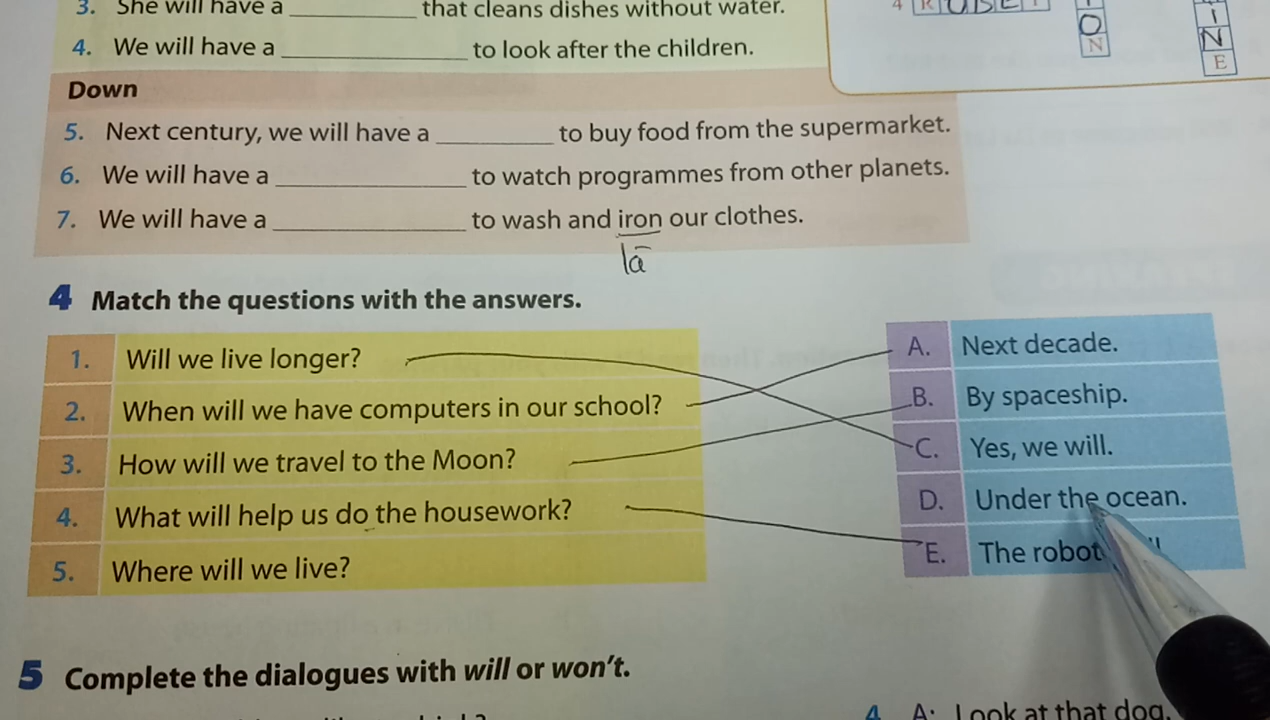 3. She will have a __________ that cleans dishes without water.
4. We will have a ______________ to look after the children.
4 R U B E T
O
N
I
N
E
Down
5. Next century, we will have a _________ to buy food from the supermarket.
6. We will have a ______________ to watch programmes from other planets.
7. We will have a ______________ to wash and iron our clothes.
là
4 Match the questions with the answers.
1. Will we live longer?
2. When will we have computers in our school?
3. How will we travel to the Moon?
4. What will help us do the housework?
5. Where will we live?
A. Next decade.
B. By spaceship.
C. Yes, we will.
D. Under the ocean.
E. The robot
5 Complete the dialogues with will or won't.
4 A: Look at that dog.